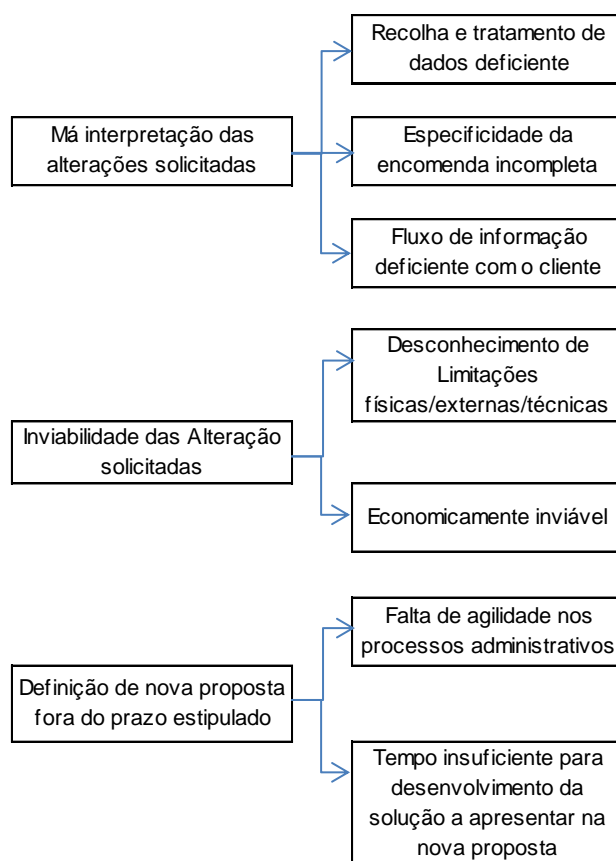 Recolha e tratamento de
dados deficiente
Má interpretação das
alterações solicitadas
Especificidade da
encomenda incompleta
Fluxo de informação
deficiente com o cliente
Desconhecimento de
Limitações
físicas/externas/técnicas
Inviabilidade das Alteração
solicitadas
Economicamente inviável
Falta de agilidade nos
processos administrativos
Definição de nova proposta
fora do prazo estipulado
Tempo insuficiente para
desenvolvimento da
solução a apresentar na
nova proposta